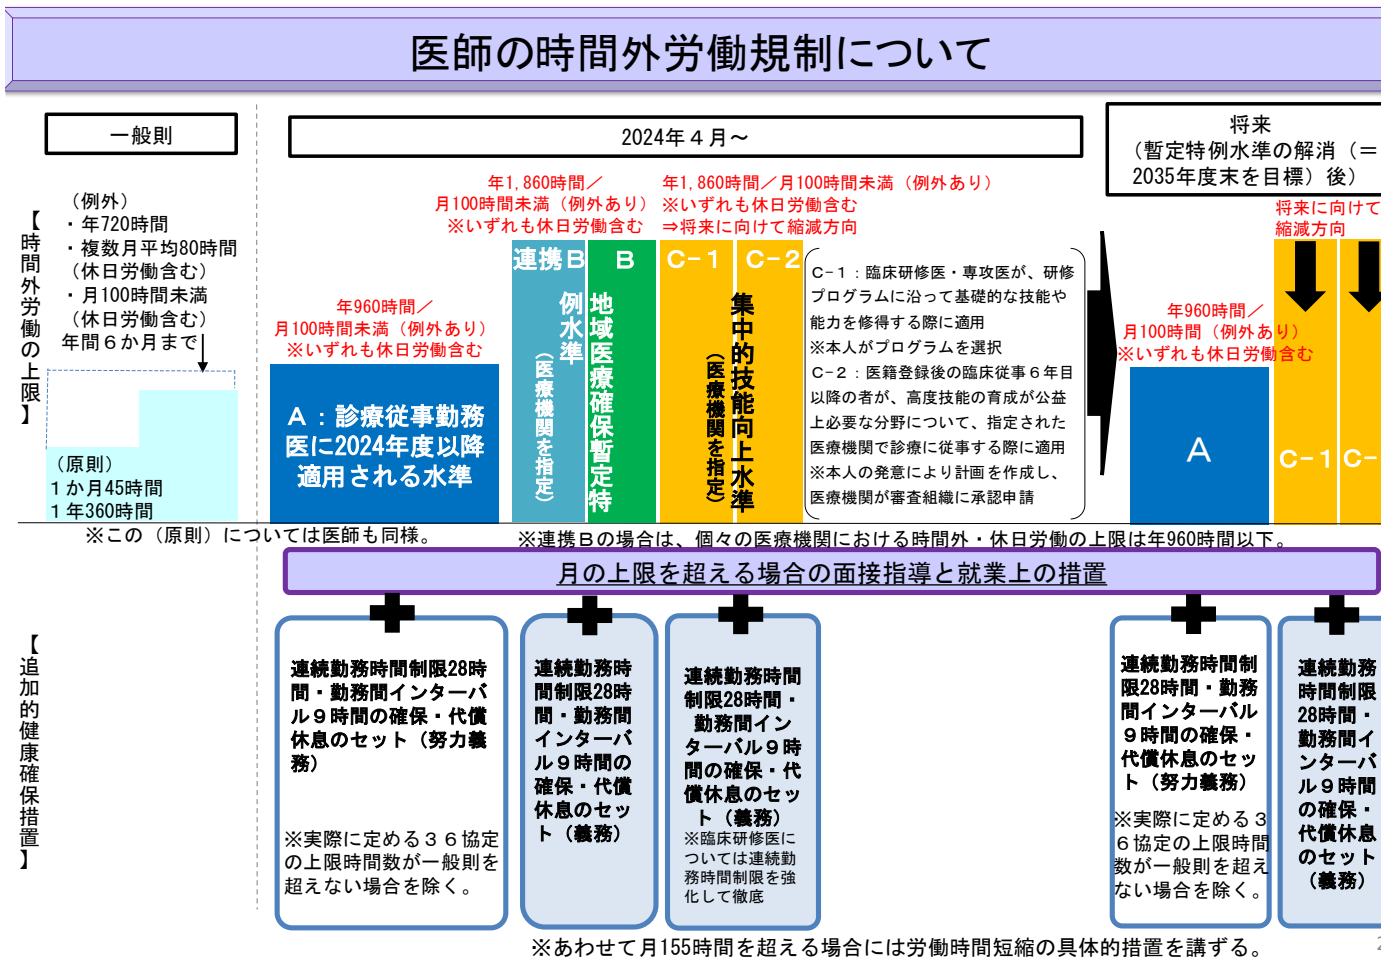 医師の時間外労働規制について
一般則
2024年４月～
将来
（暫定特例水準の解消（＝
2035年度末を目標）後）
【時間外労働の上限】
（例外）
・年720時間
・複数月平均80時間
（休日労働含む）
・月100時間未満
（休日労働含む）
年間６か月まで
（原則）
１か月45時間
１年360時間
※この（原則）については医師も同様。
年960時間／
月100時間未満（例外あり）
※いずれも休日労働含む
Ａ：診療従事勤務
医に2024年度以降
適用される水準
年1,860時間／
月100時間未満（例外あり）
※いずれも休日労働含む
連携Ｂ
Ｂ
地域医療確保暫定特
例水準
（医療機関を指定）
年1,860時間／月100時間未満（例外あり）
※いずれも休日労働含む
⇒将来に向けて縮減方向
Ｃ－１
Ｃ－２
集中的技能向上水準
（医療機関を指定）
Ｃ－１：臨床研修医・専攻医が、研修
プログラムに沿って基礎的な技能や
能力を修得する際に適用
※本人がプログラムを選択
Ｃ－２：医籍登録後の臨床従事６年目
以降の者が、高度技能の育成が公益
上必要な分野について、指定された
医療機関で診療に従事する際に適用
※本人の発意により計画を作成し、
医療機関が審査組織に承認申請
年960時間／
月100時間（例外あり）
※いずれも休日労働含む
Ａ
将来に向けて
縮減方向
Ｃ－１
Ｃ－
※連携Ｂの場合は、個々の医療機関における時間外・休日労働の上限は年960時間以下。
月の上限を超える場合の面接指導と就業上の措置
【追加的健康確保措置】
連続勤務時間制限28時
間・勤務間インターバ
ル９時間の確保・代償
休息のセット（努力義
務）
※実際に定める３６協定
の上限時間数が一般則を
超えない場合を除く。
連続勤務時
間制限28時
間・勤務間
インターバ
ル９時間の
確保・代償
休息のセッ
ト（義務）
連続勤務時間
制限28時間・
勤務間イン
ターバル９時
間の確保・代
償休息のセッ
ト（義務）
※臨床研修医に
ついては連続勤
務時間制限を強
化して徹底
連続勤務時間制
限28時間・勤務
間インターバル
９時間の確保・
代償休息のセッ
ト（努力義務）
※実際に定める３
６協定の上限時間
数が一般則を超え
ない場合を除く。
連続勤務
時間制限
28時間・
勤務間イ
ンターバ
ル９時間
の確保・
代償休息
のセット
（義務）
※あわせて月155時間を超える場合には労働時間短縮の具体的措置を講ずる。